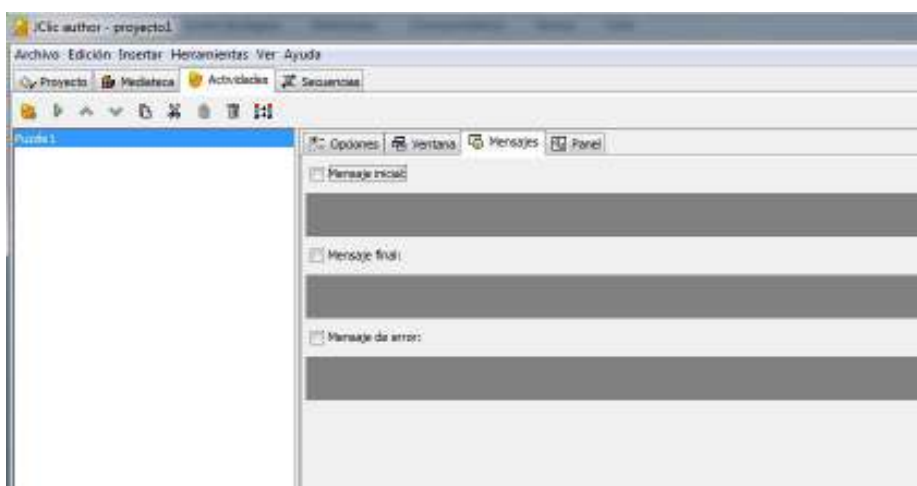 JClic author - proyecto1
Archivo Edición Insertar Herramientas Ver Ayuda
Proyecto Mediateca Actividades Secuencias
Puzzle1
Opciones Ventana Mensajes Panel
Mensaje inicial:
Mensaje final:
Mensaje de error: